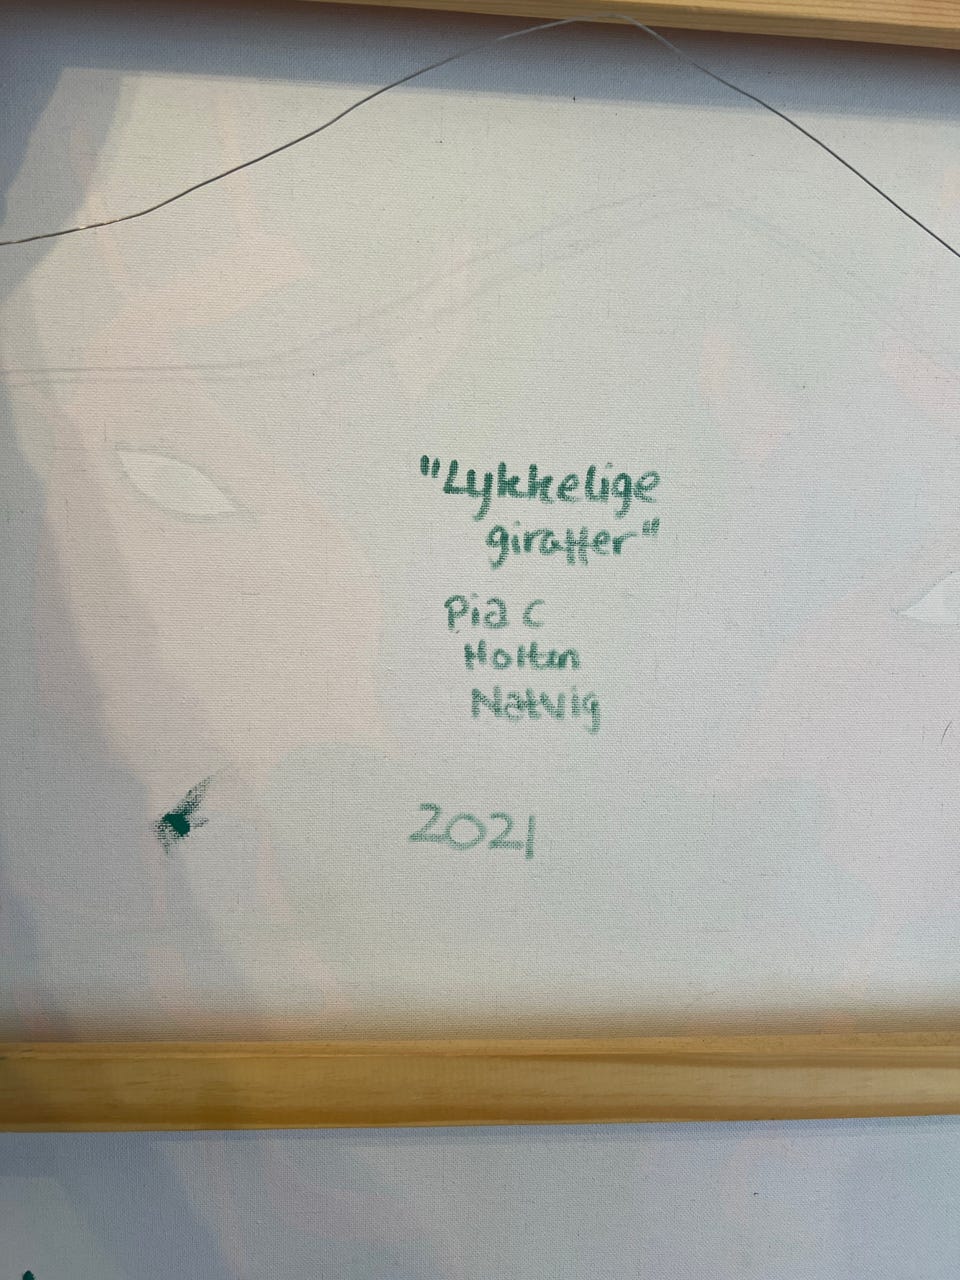 "Lykkelige
giraffer"
Pia C
Holten
Natvig
2021